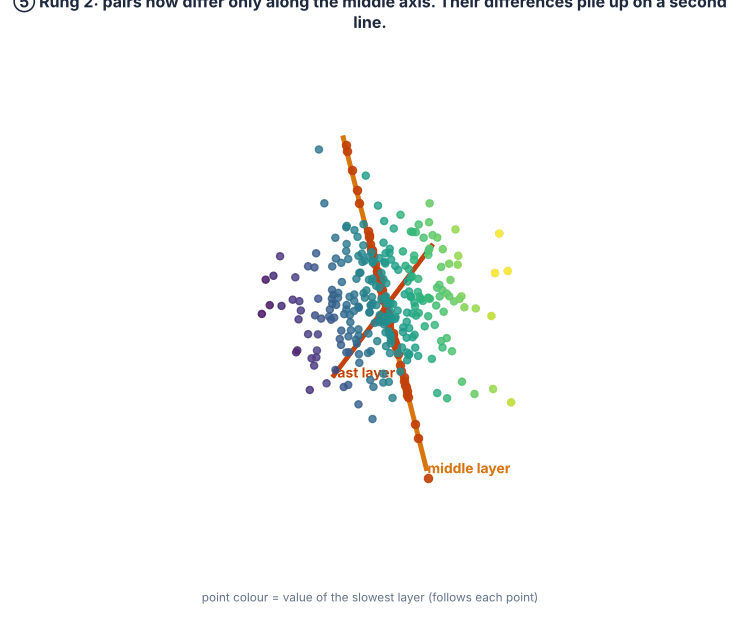 ⑤ Rung 2: pairs now differ only along the middle axis. Their differences pile up on a second
line.
fast layer
middle layer
point colour = value of the slowest layer (follows each point)